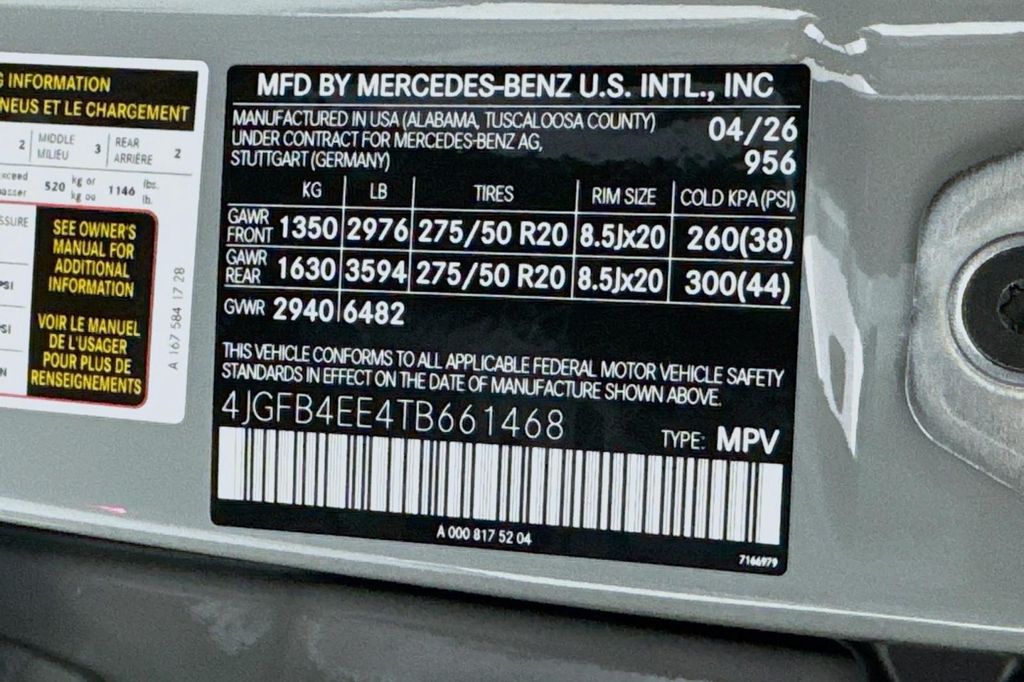 G INFORMATION
NEUS ET LE CHARGEMENT
2 MIDDLE MILIEU 3 REAR ARRIÈRE 2
xceed 520 kg or kg ou 1146 lbs. lb.
SSURE
SEE OWNER'S
MANUAL FOR
ADDITIONAL
INFORMATION
VOIR LE MANUEL
DE L'USAGER
POUR PLUS DE
RENSEIGNEMENTS
PSI
A 167 584 17 28
MFD BY MERCEDES-BENZ U.S. INTL., INC
MANUFACTURED IN USA (ALABAMA, TUSCALOOSA COUNTY) 04/26
UNDER CONTRACT FOR MERCEDES-BENZ AG,
STUTTGART (GERMANY) 956
KG LB TIRES RIM SIZE COLD KPA (PSI)
GAWR FRONT 1350 2976 275/50 R20 8.5Jx20 260(38)
GAWR REAR 1630 3594 275/50 R20 8.5Jx20 300(44)
GVWR 2940 6482
THIS VEHICLE CONFORMS TO ALL APPLICABLE FEDERAL MOTOR VEHICLE SAFETY
STANDARDS IN EFFECT ON THE DATE OF MANUFACTURE SHOWN ABOVE.
4JGFB4EE4TB661468
TYPE: MPV
A 000 817 52 04
7166979